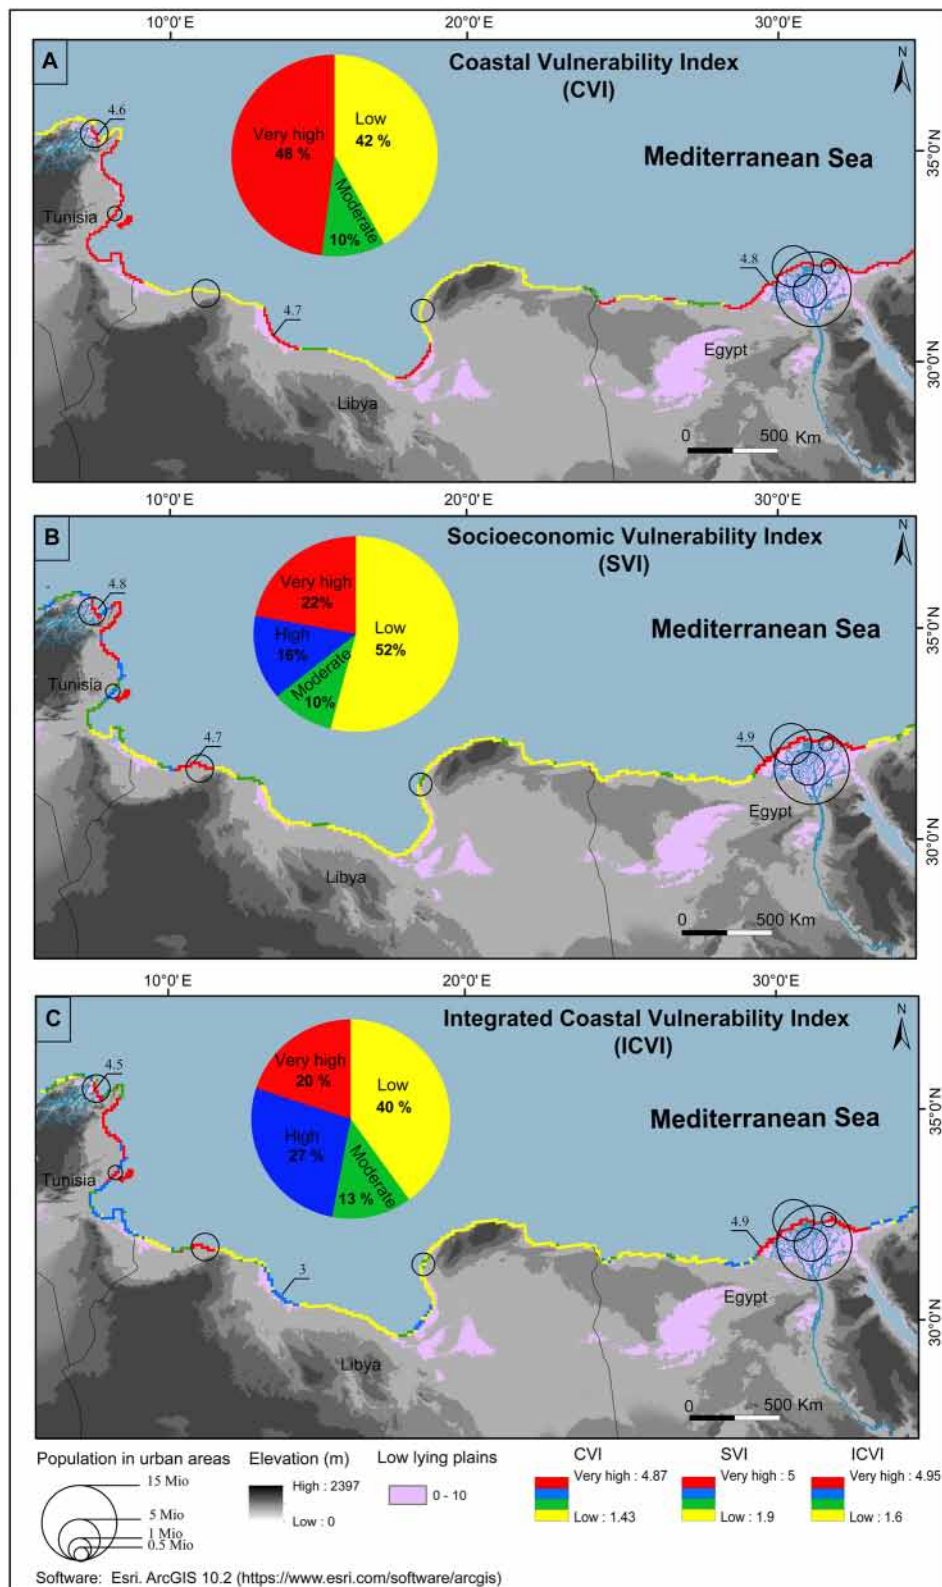 10°0'E 20°0'E 30°0'E
A
Coastal Vulnerability Index
(CVI)
N
Very high
48 %
Low
42 %
Moderate
10%
4.6
Mediterranean Sea
35°0'N
Tunisia
4.8
4.7
Egypt
30°0'N
Libya
0 500 Km
10°0'E 20°0'E 30°0'E
B
Socioeconomic Vulnerability Index
(SVI)
N
Very high
22%
High
16%
Low
52%
Moderate
10%
4.8
Mediterranean Sea
35°0'N
Tunisia
4.7
4.9
Egypt
30°0'N
Libya
0 500 Km
10°0'E 20°0'E 30°0'E
C
Integrated Coastal Vulnerability Index
(ICVI)
N
Very high
20 %
Low
40 %
High
27 %
Moderate
13 %
4.5
Mediterranean Sea
35°0'N
Tunisia
4.9
3
Egypt
30°0'N
Libya
0 500 Km
Population in urban areas
15 Mio
5 Mio
1 Mio
0.5 Mio
Elevation (m)
High : 2397
Low : 0
Low lying plains
0 - 10
CVI SVI ICVI
Very high : 4.87 Very high : 5 Very high : 4.95
Low : 1.43 Low : 1.9 Low : 1.6
Software: Esri. ArcGIS 10.2 (https://www.esri.com/software/arcgis)